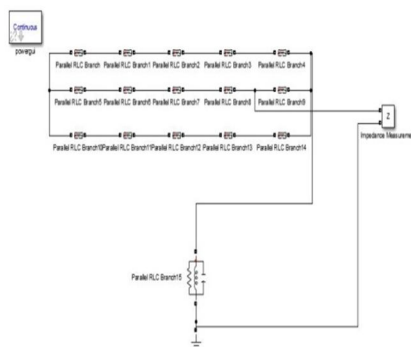 Continuous
powergui
Parallel RLC Branch Parallel RLC Branch1 Parallel RLC Branch2 Parallel RLC Branch3 Parallel RLC Branch4
Parallel RLC Branch5 Parallel RLC Branch6 Parallel RLC Branch7 Parallel RLC Branch8 Parallel RLC Branch9
Z
Impedance Measureme
Parallel RLC Branch10 Parallel RLC Branch11 Parallel RLC Branch12 Parallel RLC Branch13 Parallel RLC Branch14
Parallel RLC Branch15